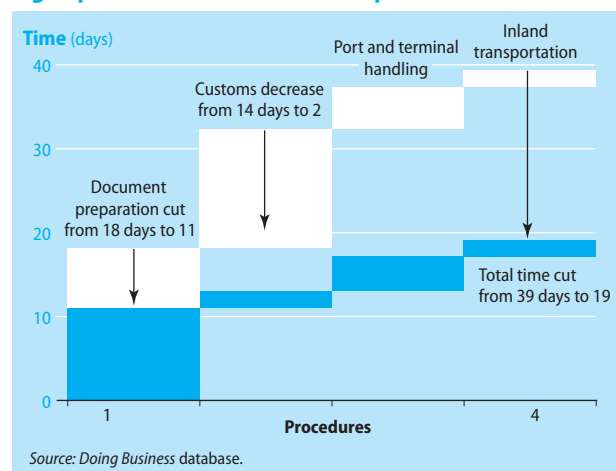 Time (days)
40
30
20
10
0
Document
preparation cut
from 18 days to 11
Customs decrease
from 14 days to 2
Port and terminal
handling
Inland
transportation
Total time cut
from 39 days to 19
1
4
Procedures
Source: Doing Business database.